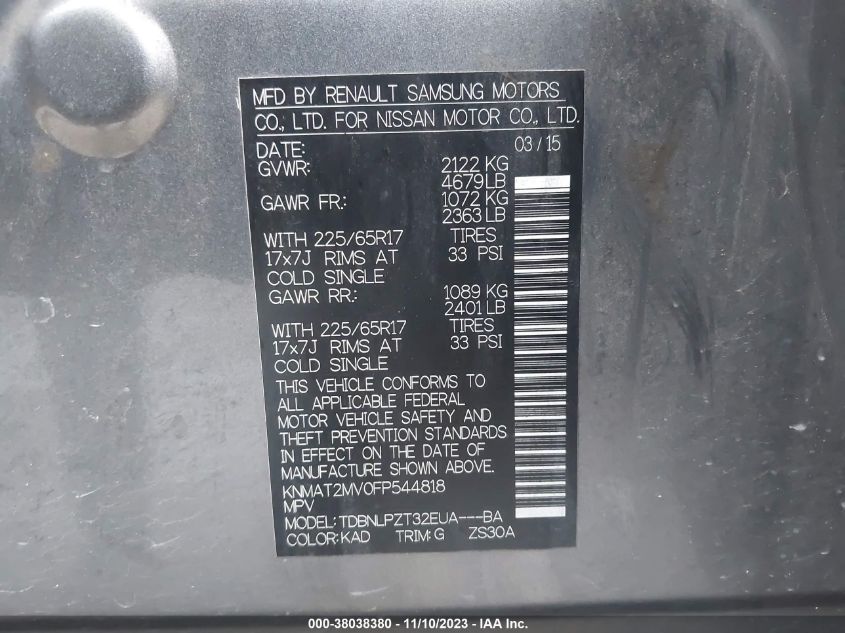 MFD BY RENAULT SAMSUNG MOTORS
CO., LTD. FOR NISSAN MOTOR CO., LTD.
DATE: 03/15
GVWR: 2122 KG
4679 LB
GAWR FR.: 1072 KG
2363 LB
WITH 225/65R17 TIRES
17x7J RIMS AT 33 PSI
COLD SINGLE
GAWR RR.: 1089 KG
2401 LB
WITH 225/65R17 TIRES
17x7J RIMS AT 33 PSI
COLD SINGLE
THIS VEHICLE CONFORMS TO
ALL APPLICABLE FEDERAL
MOTOR VEHICLE SAFETY AND
THEFT PREVENTION STANDARDS
IN EFFECT ON THE DATE OF
MANUFACTURE SHOWN ABOVE.
KNMAT2MV0FP544818
MPV
MODEL: TDBNLPZT32EUA---BA
COLOR: KAD TRIM: G ZS30A
000-38038380 - 11/10/2023 - IAA Inc.